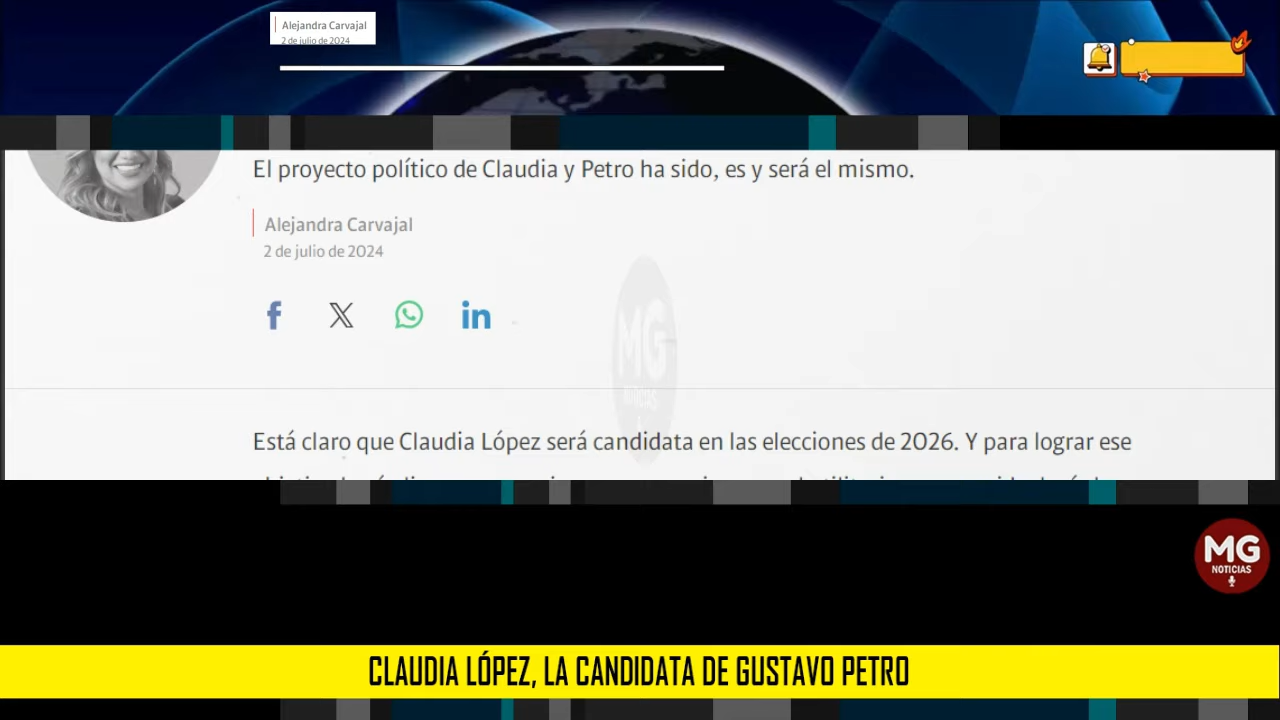 Alejandra Carvajal
2 de julio de 2024
El proyecto político de Claudia y Petro ha sido, es y será el mismo.
Alejandra Carvajal
2 de julio de 2024
MG
NOTICIAS
Está claro que Claudia López será candidata en las elecciones de 2026. Y para lograr ese
MG
NOTICIAS
CLAUDIA LÓPEZ, LA CANDIDATA DE GUSTAVO PETRO